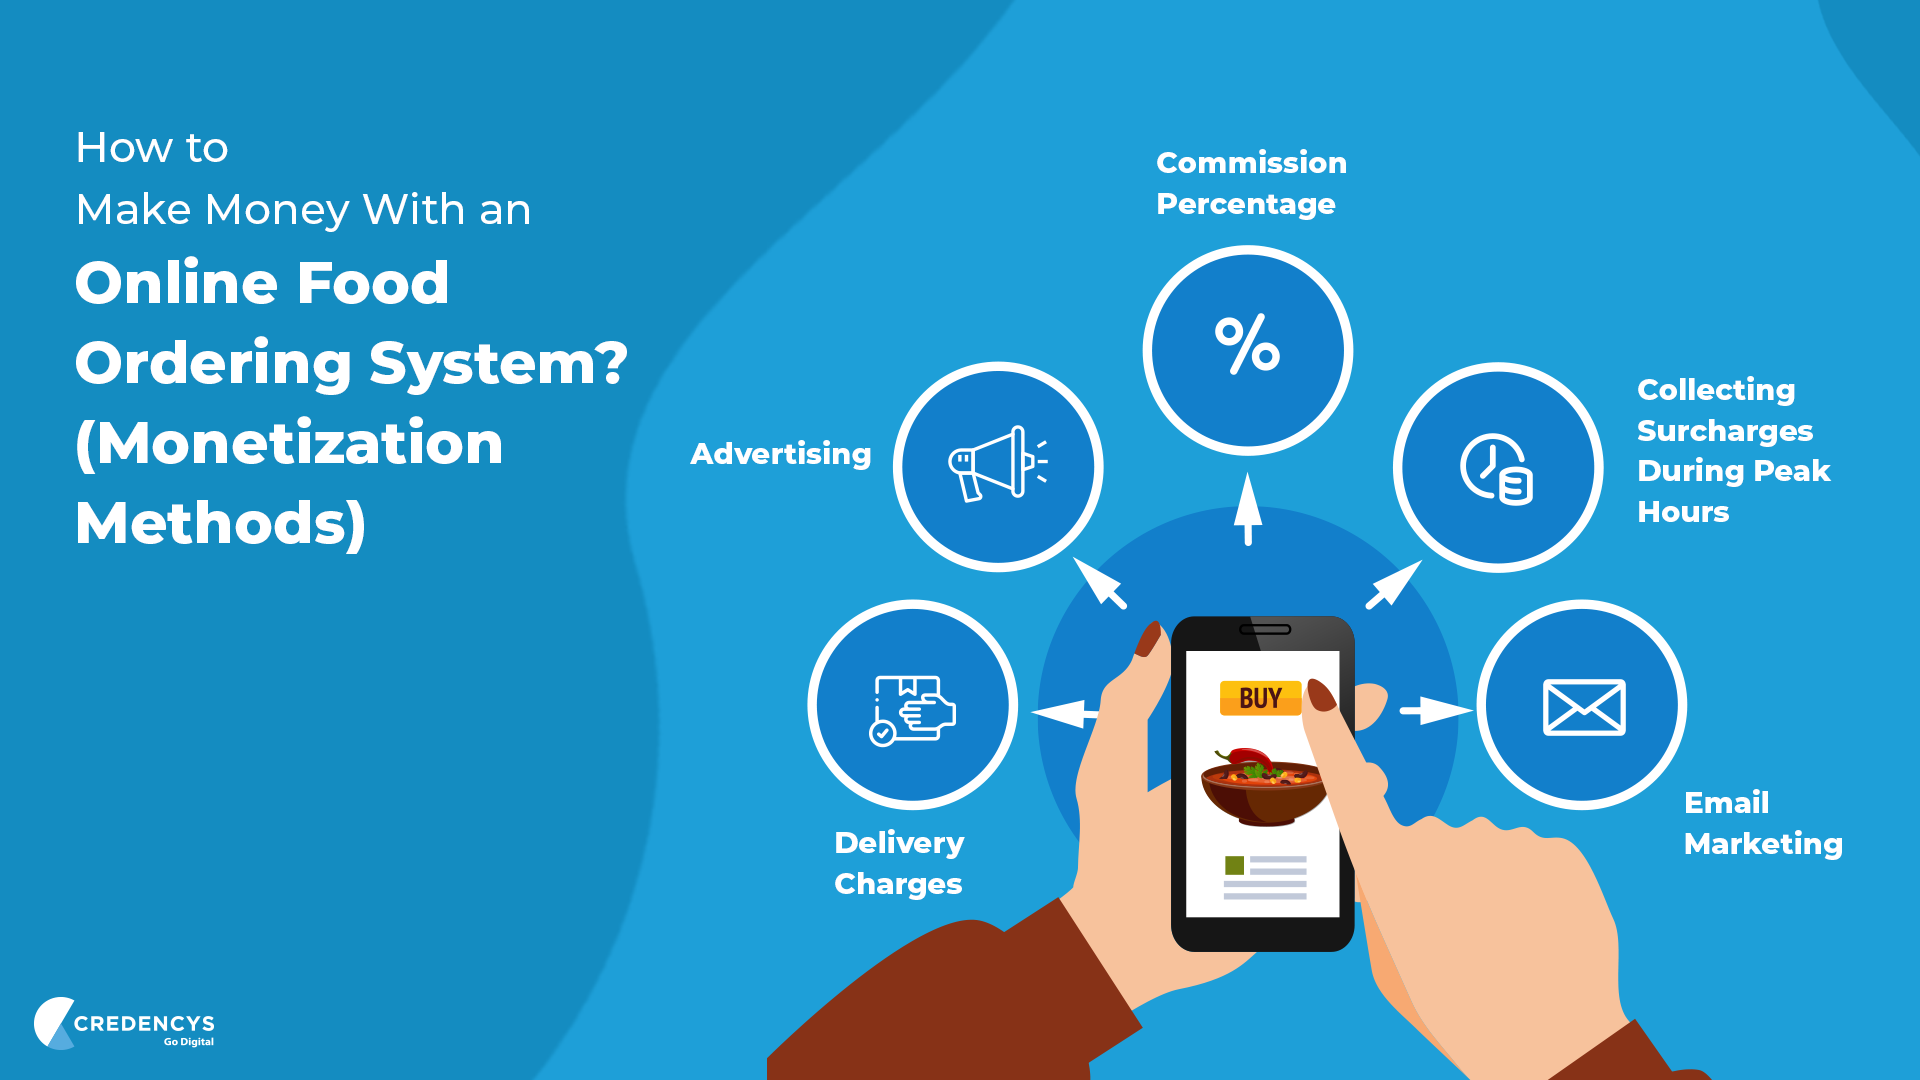 How to
Make Money With an
Online Food
Ordering System?
(Monetization
Methods)
Commission
Percentage
Advertising
%
Collecting
Surcharges
During Peak
Hours
Delivery
Charges
BUY
Email
Marketing
CREDENCYS
Go Digital